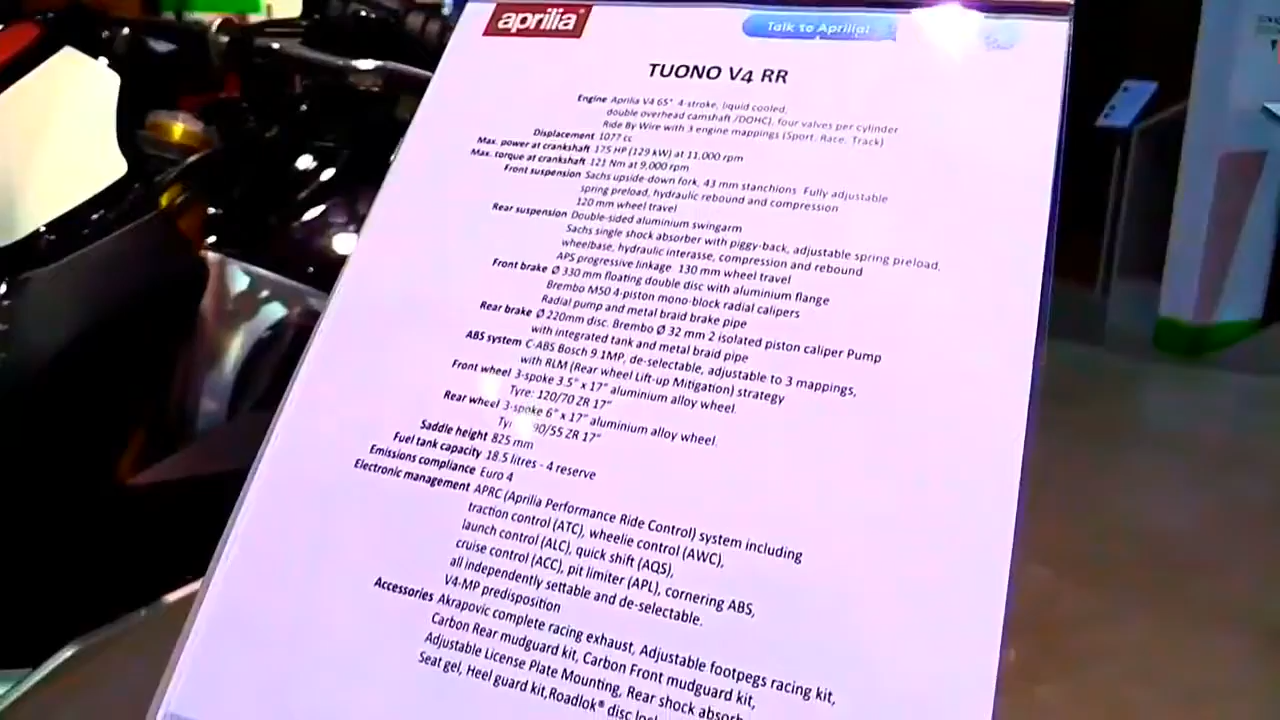 aprilia
Talk to Aprilia!
TUONO V4 RR
Engine Aprilia V4 65° 4-stroke, liquid cooled,
double overhead camshaft /DOHC), four valves per cylinder
Ride By Wire with 3 engine mappings (Sport, Race, Track)
Displacement 1077 cc
Max. power at crankshaft 175 HP (129 kW) at 11,000 rpm
Max. torque at crankshaft 121 Nm at 9,000 rpm
Front suspension Sachs upside-down fork, 43 mm stanchions Fully adjustable
spring preload, hydraulic rebound and compression
120 mm wheel travel
Rear suspension Double-sided aluminium swingarm
Sachs single shock absorber with piggy-back, adjustable spring preload,
wheelbase, hydraulic interasse, compression and rebound
APS progressive linkage 130 mm wheel travel
Front brake Ø 330 mm floating double disc with aluminium flange
Brembo M50 4-piston mono-block radial calipers
Radial pump and metal braid brake pipe
Rear brake Ø 220mm disc. Brembo Ø 32 mm 2 isolated piston caliper Pump
with integrated tank and metal braid pipe
ABS system C-ABS Bosch 9.1MP, de-selectable, adjustable to 3 mappings,
with RLM (Rear wheel Lift-up Mitigation) strategy
Front wheel 3-spoke 3.5" x 17" aluminium alloy wheel.
Tyre: 120/70 ZR 17"
Rear wheel 3-spoke 6" x 17" aluminium alloy wheel.
90/55 ZR 17"
Saddle height 825 mm
Fuel tank capacity 18.5 litres - 4 reserve
Emissions compliance Euro 4
Electronic management APRC (Aprilia Performance Ride Control) system including
traction control (ATC), wheelie control (AWC),
launch control (ALC), quick shift (AQS),
cruise control (ACC), pit limiter (APL), cornering ABS,
all independently settable and de-selectable.
V4-MP predisposition
Accessories Akrapovic complete racing exhaust, Adjustable footpegs racing kit,
Carbon Rear mudguard kit, Carbon Front mudguard kit,
Adjustable License Plate Mounting, Rear shock absorb
Seat gel, Heel guard kit,Roadlok® disc